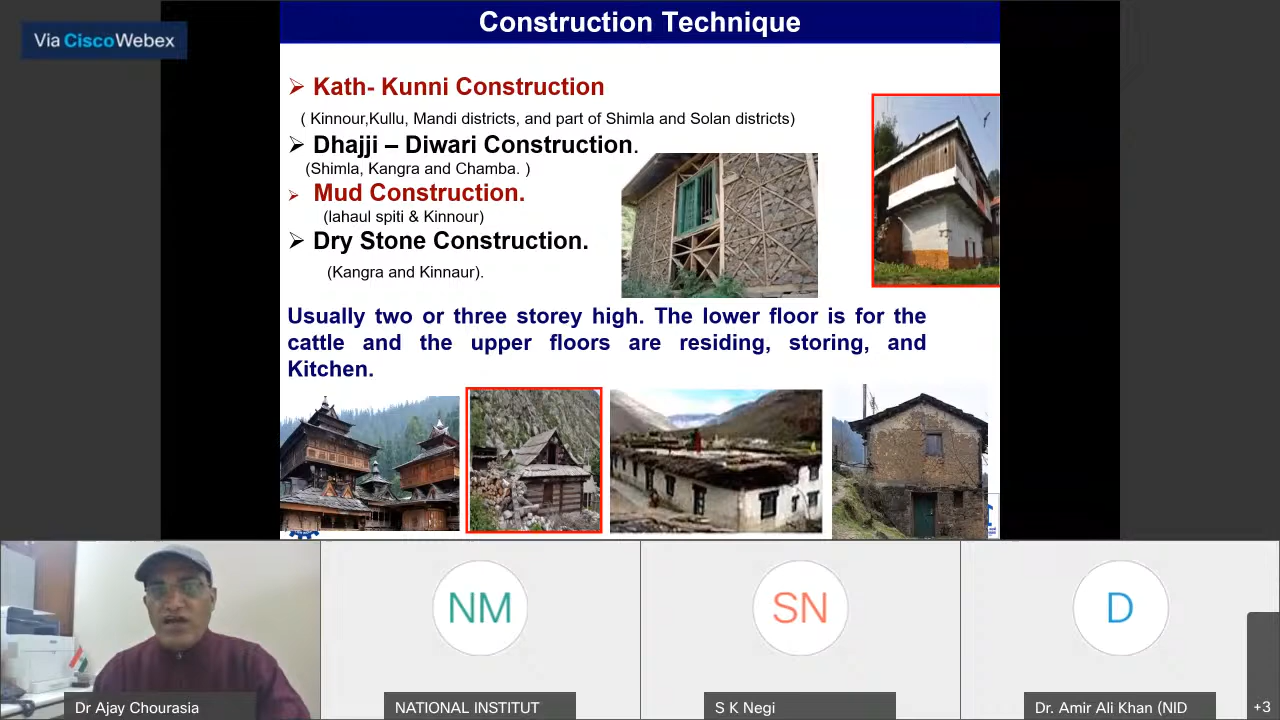 Construction Technique
Via CiscoWebex
➢ Kath- Kunni Construction
( Kinnour,Kullu, Mandi districts, and part of Shimla and Solan districts)
➢ Dhajji – Diwari Construction.
(Shimla, Kangra and Chamba. )
➢ Mud Construction.
(lahaul spiti & Kinnour)
➢ Dry Stone Construction.
(Kangra and Kinnaur).
Usually two or three storey high. The lower floor is for the
cattle and the upper floors are residing, storing, and
Kitchen.
NM
SN
D
Dr Ajay Chourasia
NATIONAL INSTITUT
S K Negi
Dr. Amir Ali Khan (NID
+3